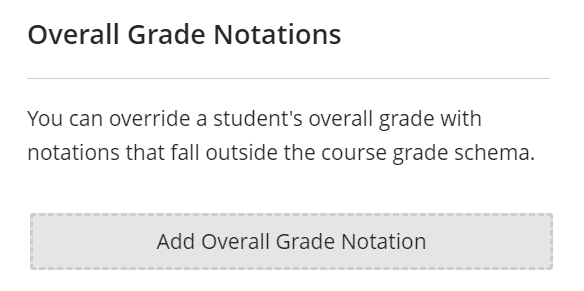 Overall Grade Notations
You can override a student's overall grade with
notations that fall outside the course grade schema.
Add Overall Grade Notation